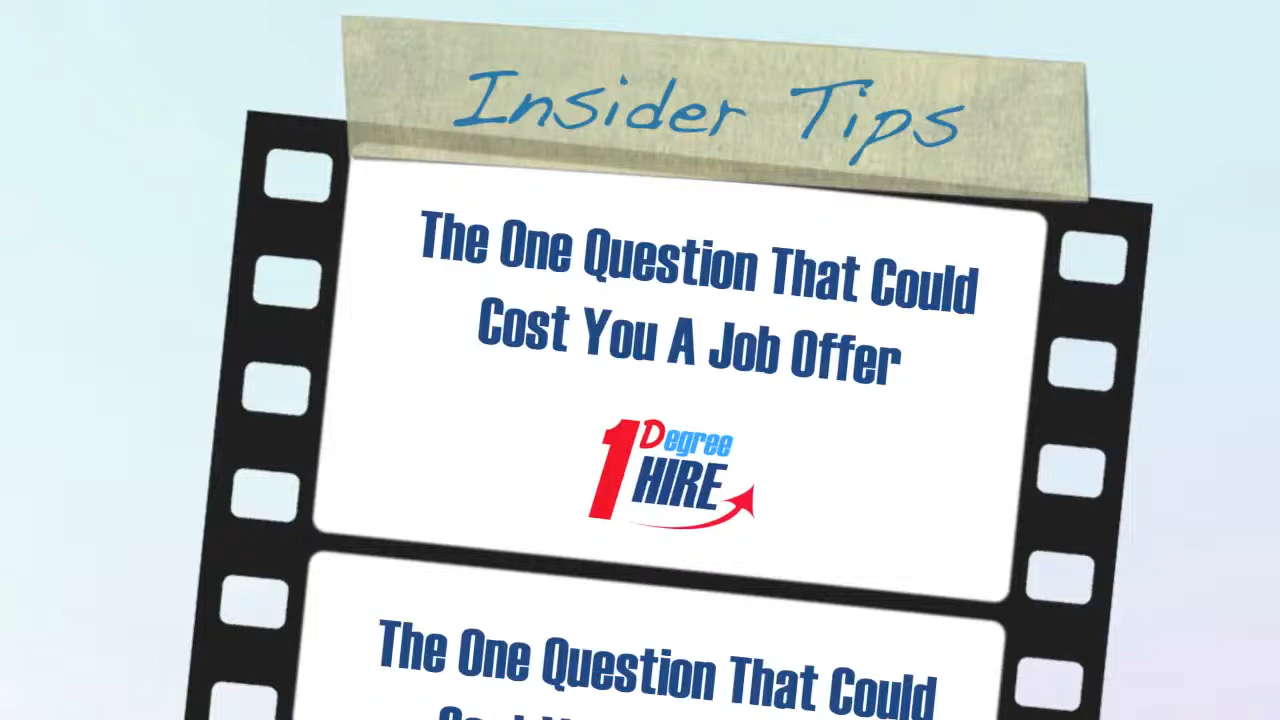 Insider Tips
The One Question That Could
Cost You A Job Offer
1 Degree
HIRE
The One Question That Could